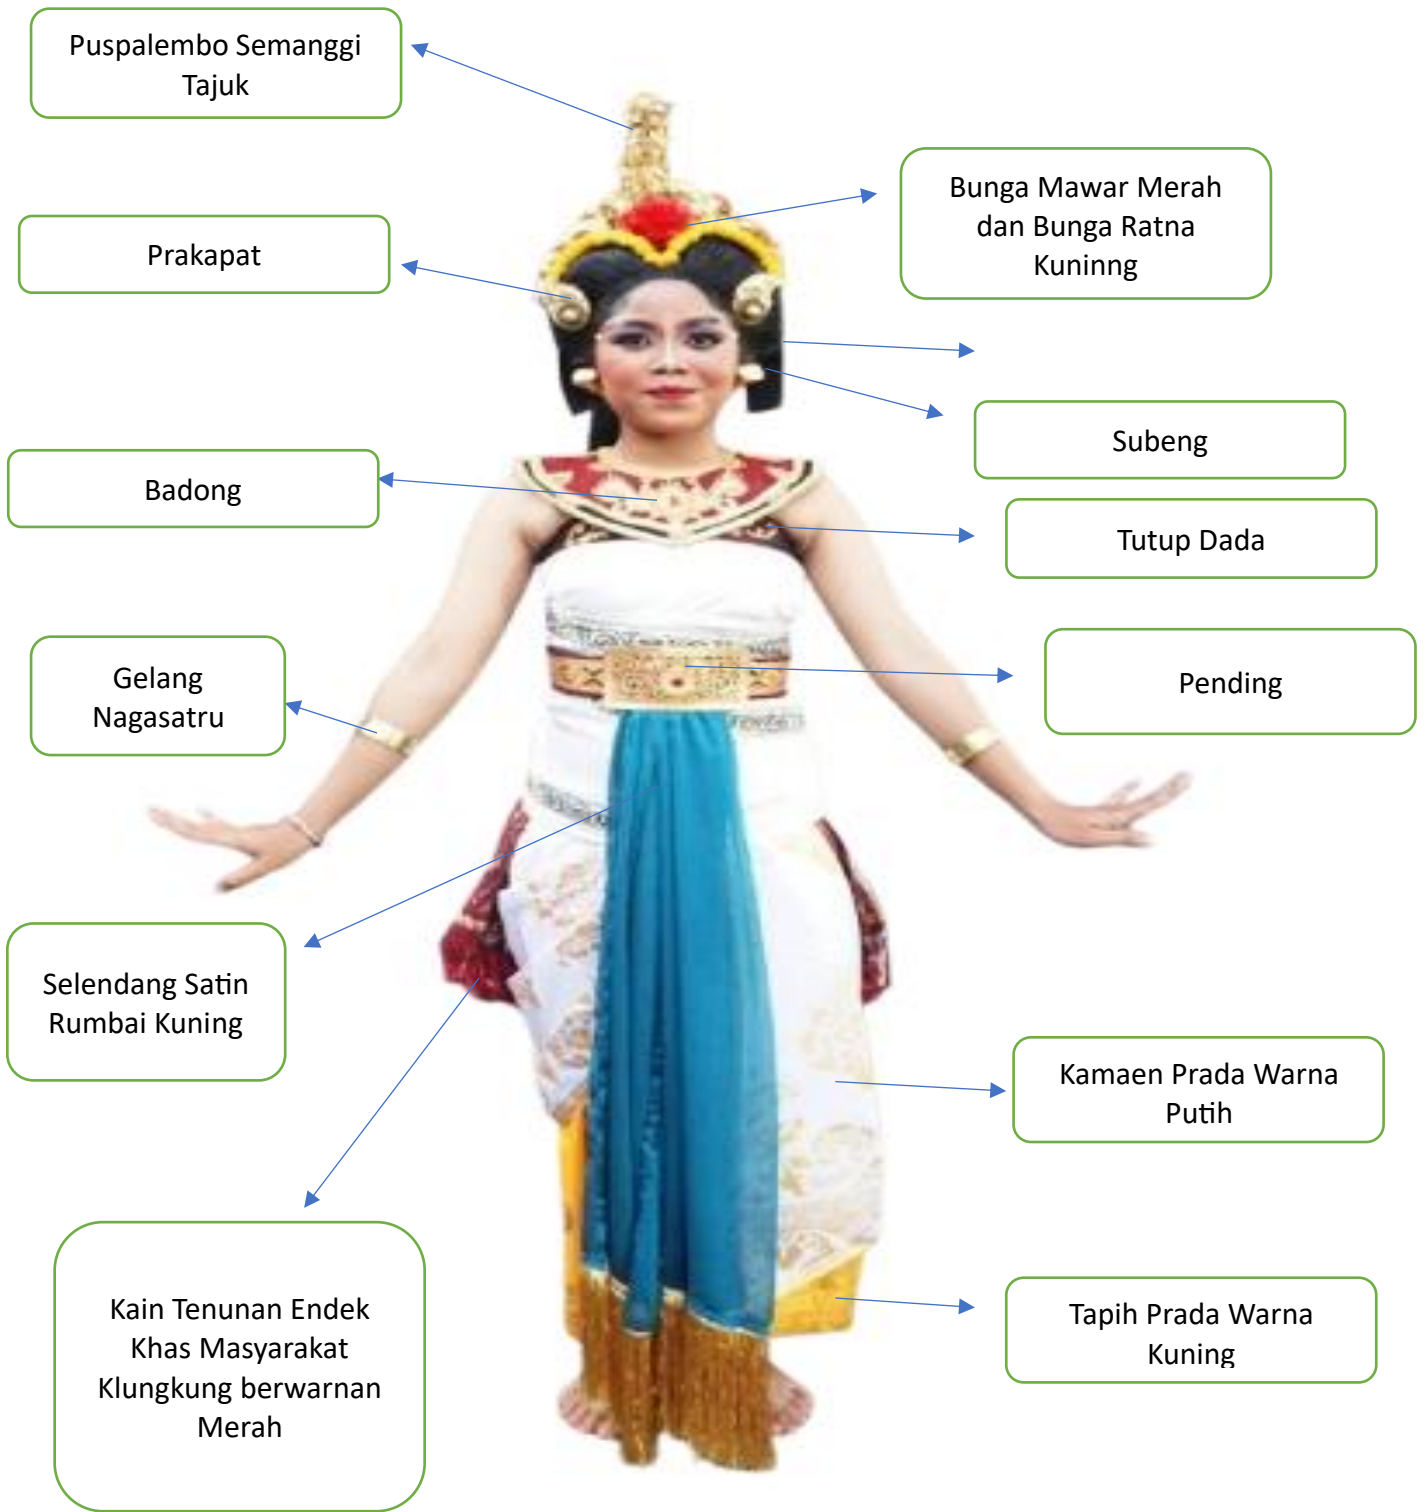 Puspalembo Semanggi
Tajuk
Bunga Mawar Merah
dan Bunga Ratna
Kuninng
Prakapat
Subeng
Badong
Tutup Dada
Gelang
Nagasatru
Pending
Selendang Satin
Rumbai Kuning
Kamaen Prada Warna
Putih
Kain Tenunan Endek
Khas Masyarakat
Klungkung berwarnan
Merah
Tapih Prada Warna
Kuning